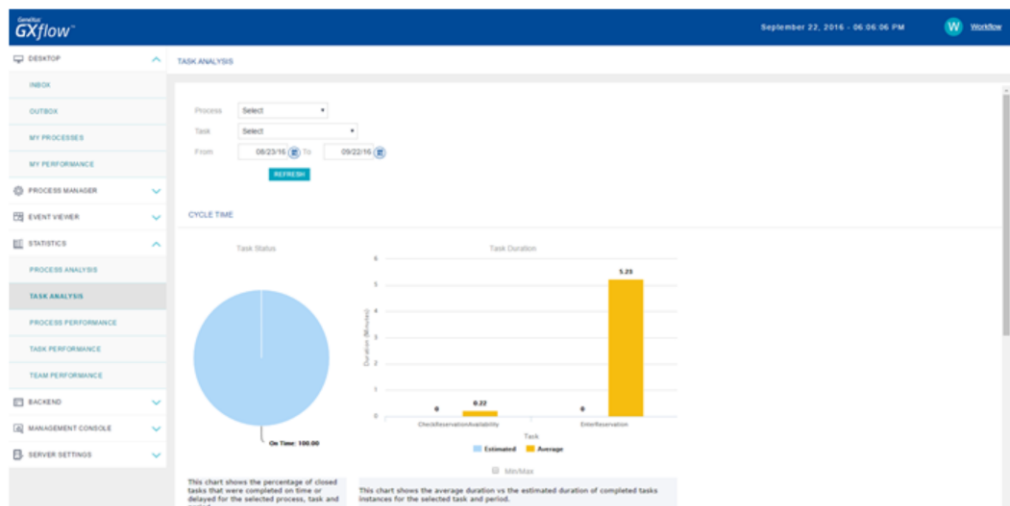 GeneXus
GXflow™
September 22, 2016 - 06:06:06 PM
W
Workflow
DESKTOP
INBOX
OUTBOX
MY PROCESSES
MY PERFORMANCE
PROCESS MANAGER
EVENT VIEWER
STATISTICS
PROCESS ANALYSIS
TASK ANALYSIS
PROCESS PERFORMANCE
TASK PERFORMANCE
TEAM PERFORMANCE
BACKEND
MANAGEMENT CONSOLE
SERVER SETTINGS
TASK ANALYSIS
Process Select
Task Select
From 08/23/16 To 09/22/16
REFRESH
CYCLE TIME
Task Status
On Time: 100.00
This chart shows the percentage of closed
tasks that were completed on time or
delayed for the selected process, task and
period.
Task Duration
Duration (Minutes)
6
5
4
3
2
1
0
0
0.22
0
5.23
CheckReservationAvailability
EnterReservation
Task
Estimated Average
Min/Max
This chart shows the average duration vs the estimated duration of completed tasks
instances for the selected task and period.